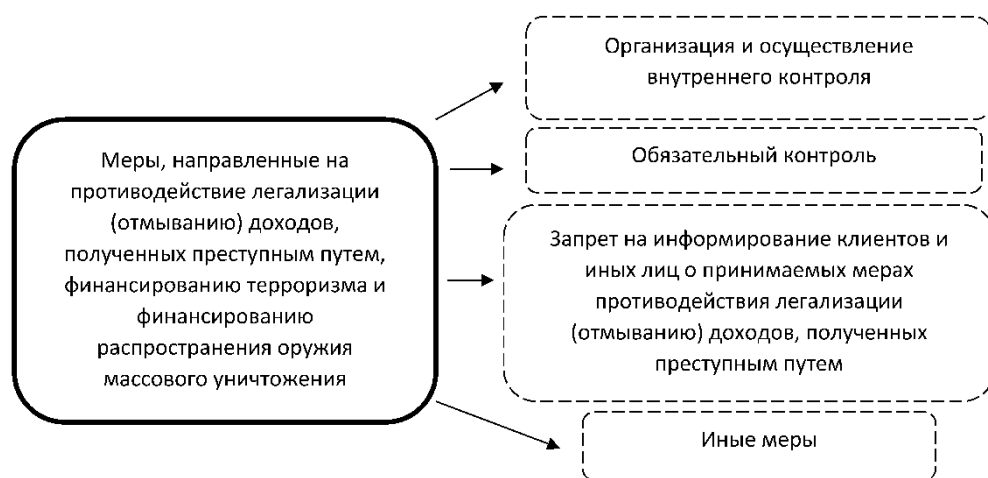 Меры, направленные на
противодействие легализации
(отмыванию) доходов,
полученных преступным путем,
финансированию терроризма и
финансированию
распространения оружия
массового уничтожения
Организация и осуществление
внутреннего контроля
Обязательный контроль
Запрет на информирование клиентов и
иных лиц о принимаемых мерах
противодействия легализации
(отмыванию) доходов, полученных
преступным путем
Иные меры